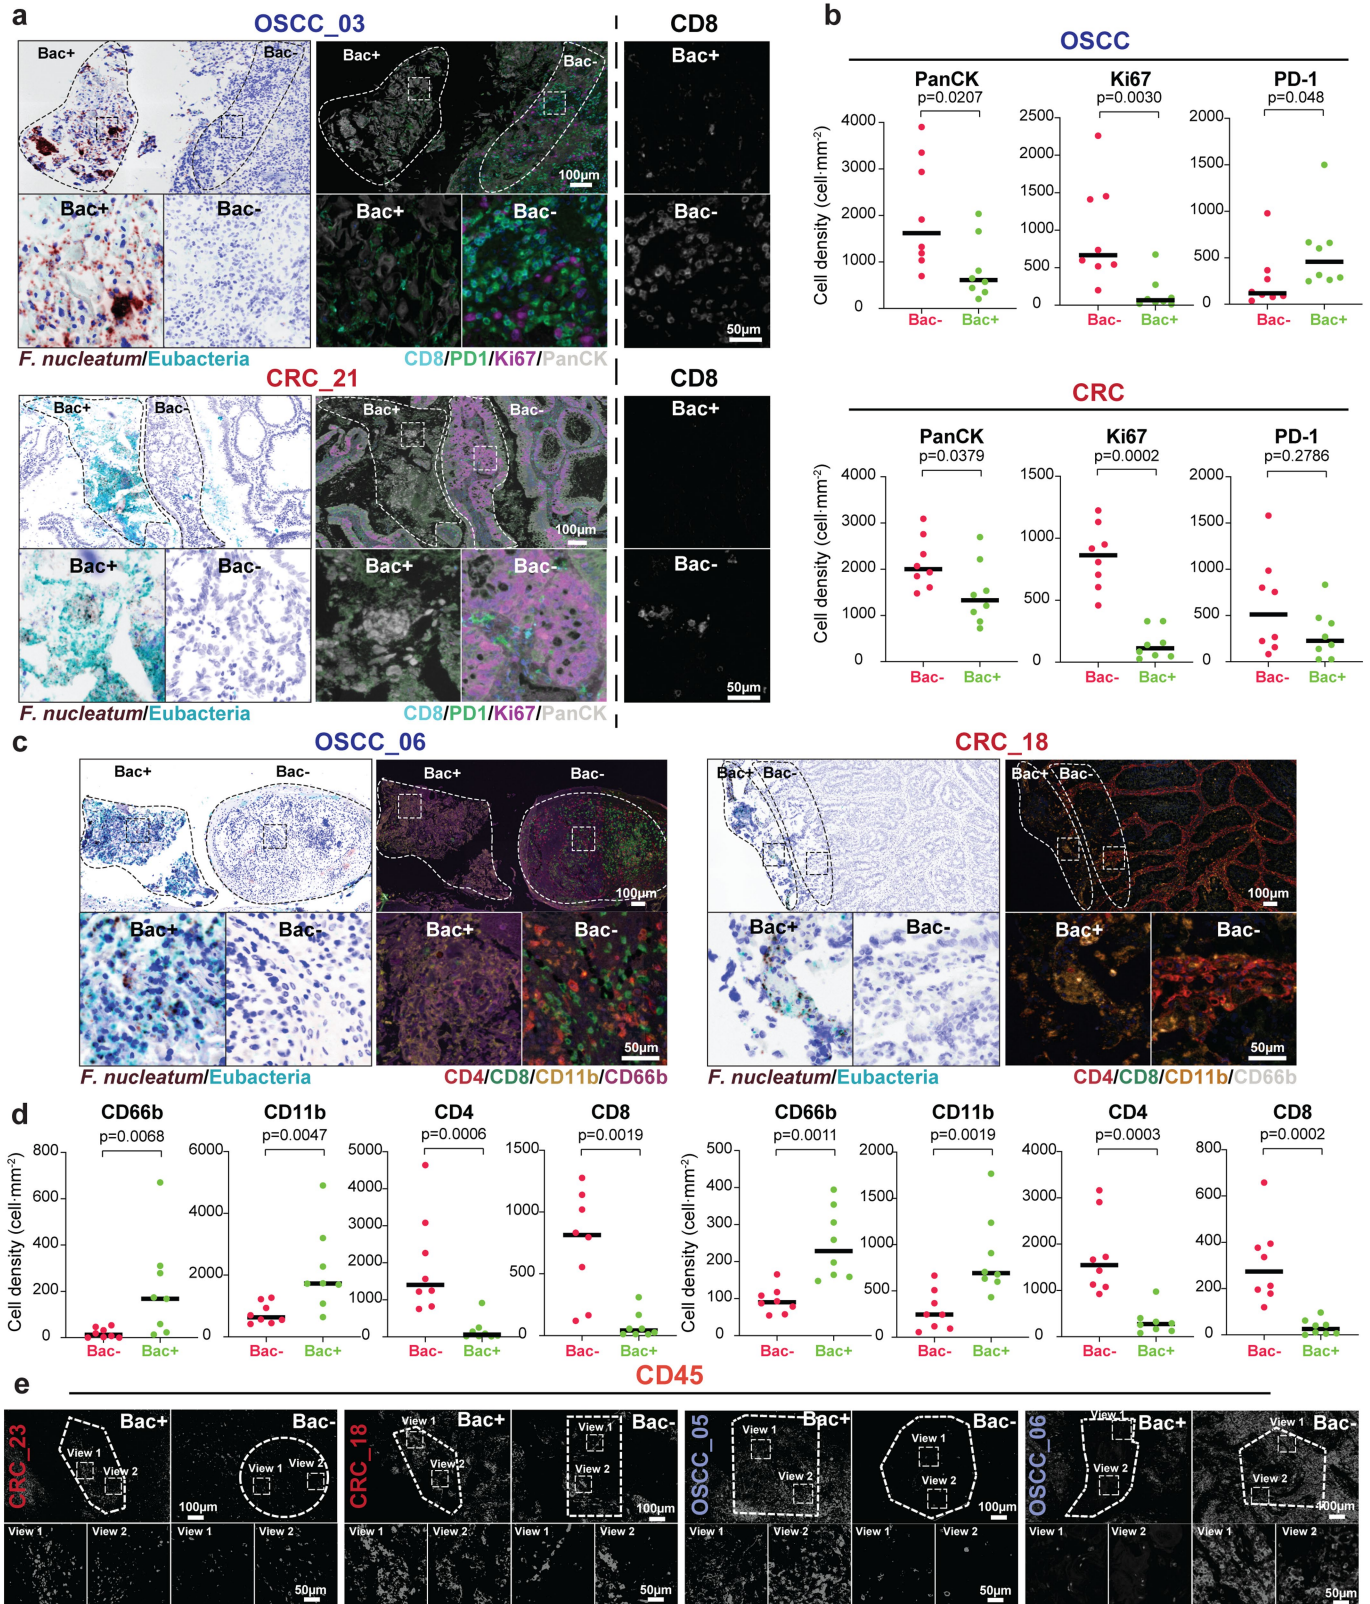 a
OSCC_03
CD8
Bac+
Bac-
Bac+
Bac-
Bac+
100µm
Bac+
Bac-
Bac+
Bac-
Bac-
50µm
F. nucleatum/Eubacteria
CD8/PD1/Ki67/PanCK
CRC_21
CD8
Bac+
Bac-
Bac+
Bac-
Bac+
100µm
Bac+
Bac-
Bac+
Bac-
Bac-
50µm
F. nucleatum/Eubacteria
CD8/PD1/Ki67/PanCK
b
OSCC
PanCK
Ki67
PD-1
p=0.0207
p=0.0030
p=0.048
Cell density (cell·mm-2)
4000
3000
2000
1000
0
2500
2000
1500
1000
500
0
2000
1500
1000
500
0
Bac-
Bac+
Bac-
Bac+
Bac-
Bac+
CRC
PanCK
Ki67
PD-1
p=0.0379
p=0.0002
p=0.2786
Cell density (cell·mm-2)
4000
3000
2000
1000
0
1500
1000
500
0
2000
1500
1000
500
0
Bac-
Bac+
Bac-
Bac+
Bac-
Bac+
c
OSCC_06
CRC_18
Bac+
Bac-
Bac+
Bac-
100µm
Bac+
Bac-
Bac+
Bac-
100µm
Bac+
Bac-
Bac+
Bac-
50µm
Bac+
Bac-
Bac+
Bac-
50µm
F. nucleatum/Eubacteria
CD4/CD8/CD11b/CD66b
F. nucleatum/Eubacteria
CD4/CD8/CD11b/CD66b
d
CD66b
CD11b
CD4
CD8
CD66b
CD11b
CD4
CD8
p=0.0068
p=0.0047
p=0.0006
p=0.0019
p=0.0011
p=0.0019
p=0.0003
p=0.0002
Cell density (cell·mm-2)
800
600
400
200
0
6000
4000
2000
0
5000
4000
3000
2000
1000
0
1500
1000
500
0
Cell density (cell·mm-2)
500
400
300
200
100
0
2000
1500
1000
500
0
4000
3000
2000
1000
0
800
600
400
200
0
Bac-
Bac+
Bac-
Bac+
Bac-
Bac+
Bac-
Bac+
Bac-
Bac+
Bac-
Bac+
Bac-
Bac+
Bac-
Bac+
e
CD45
CRC_23
Bac+
View 1
View 2
100µm
Bac-
View 1
View 2
CRC_18
View 1
Bac+
View 2
Bac-
View 1
View 2
100µm
OSCC_05
Bac+
View 1
View 2
Bac-
View 1
View 2
100µm
OSCC_06
View 1
Bac+
View 2
Bac-
View 1
View 2
400µm
View 1
View 2
View 1
View 2
50µm
View 1
View 2
View 1
View 2
50µm
View 1
View 2
View 1
View 2
50µm
View 1
View 2
View 1
View 2
50µm